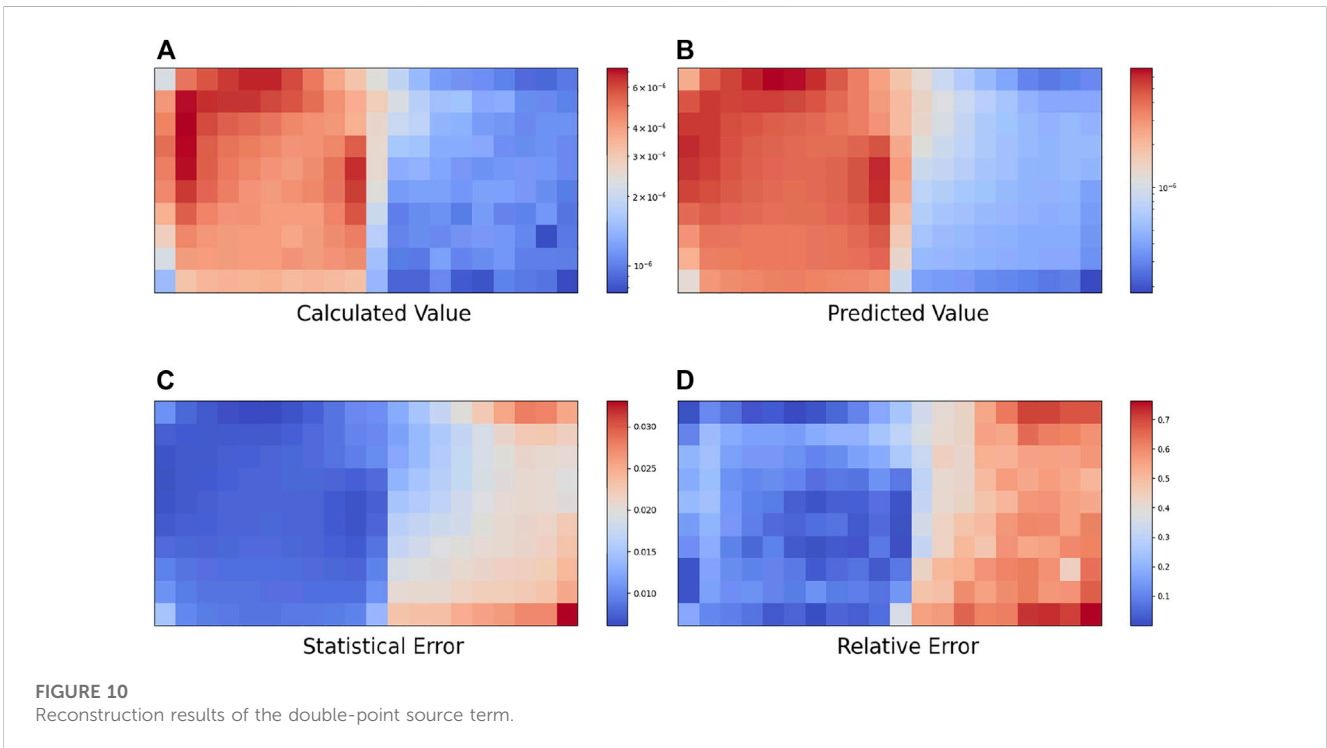 A
B
6×10⁻⁶
4×10⁻⁶
3×10⁻⁶
2×10⁻⁶
10⁻⁶
10⁻⁶
Calculated Value
Predicted Value
C
D
0.030
0.025
0.020
0.015
0.010
0.7
0.6
0.5
0.4
0.3
0.2
0.1
Statistical Error
Relative Error
FIGURE 10
Reconstruction results of the double-point source term.